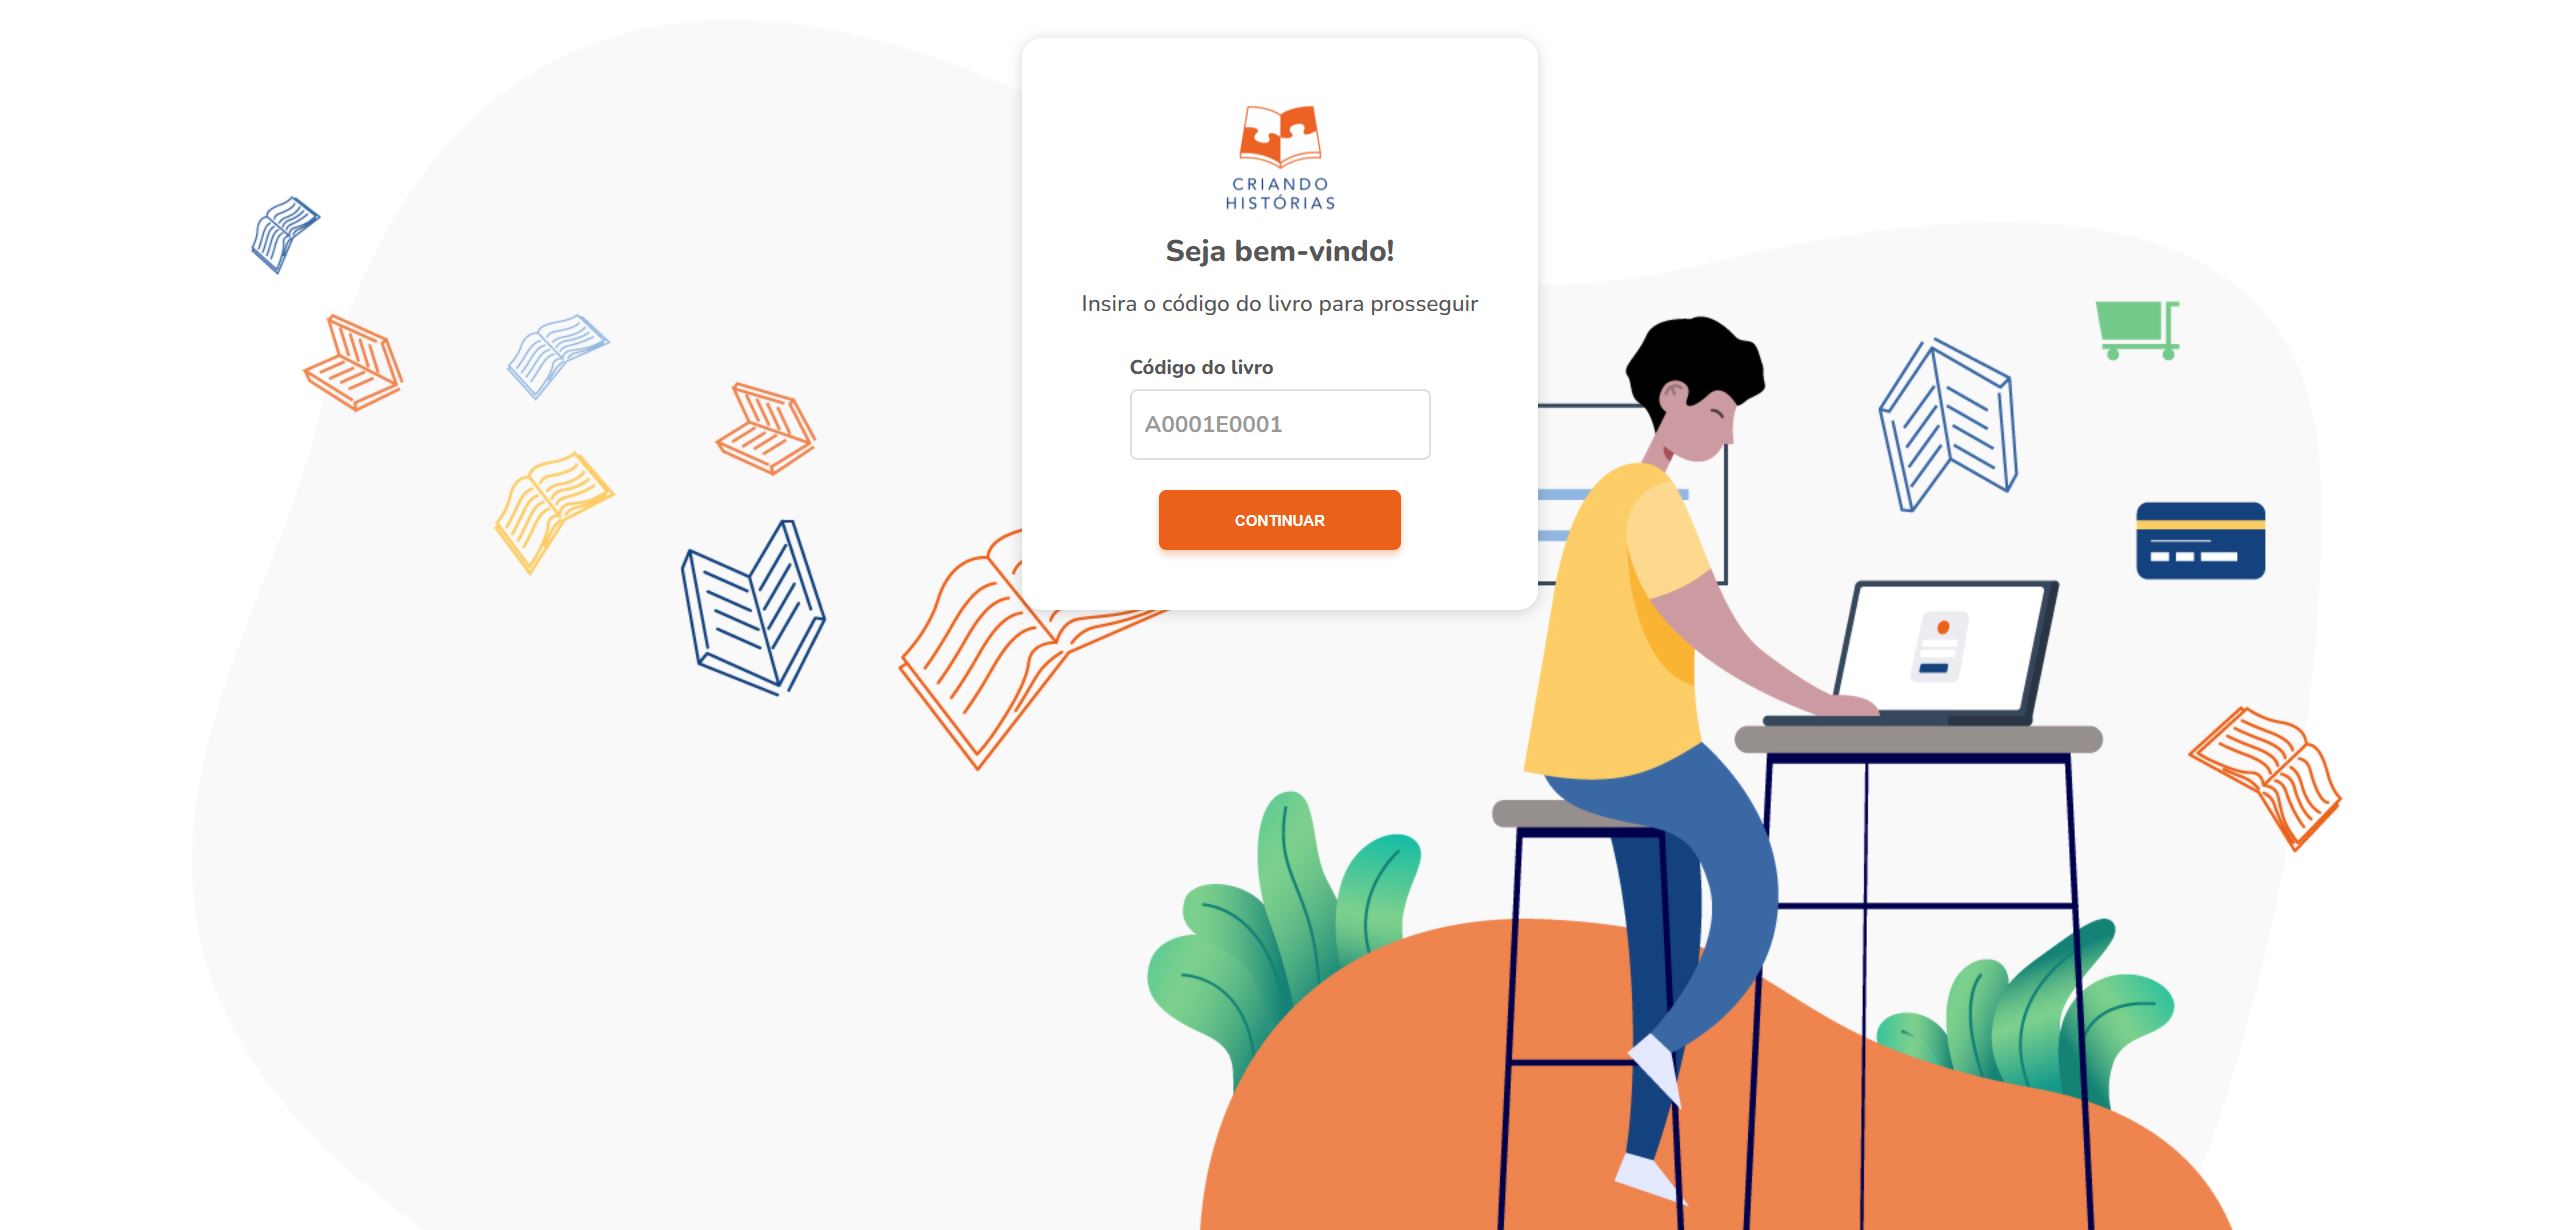 CRIANDO
HISTÓRIAS
Seja bem-vindo!
Insira o código do livro para prosseguir
Código do livro
A0001E0001
CONTINUAR